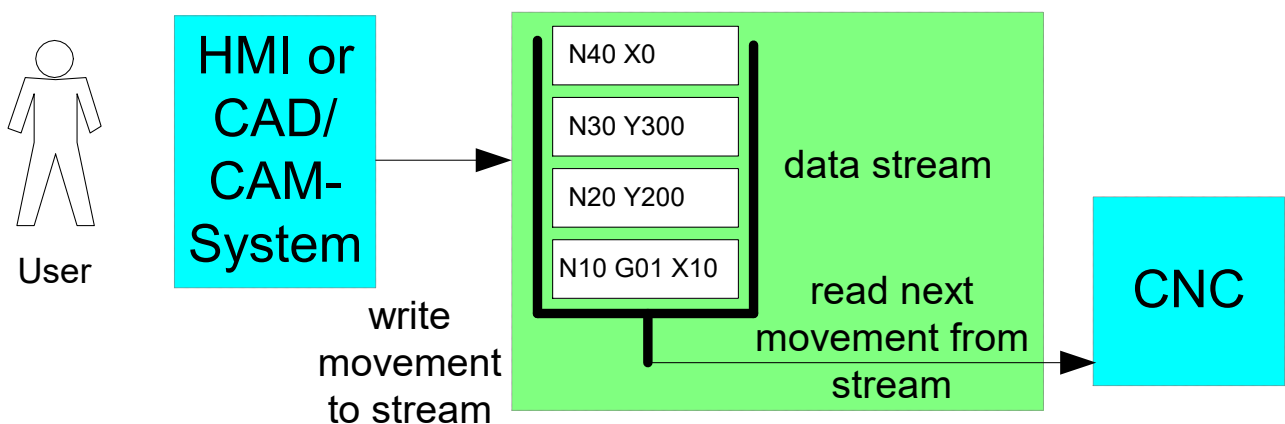 User
HMI or
CAD/
CAM-
System
write
movement
to stream
N40 X0
N30 Y300
N20 Y200
N10 G01 X10
data stream
read next
movement from
stream
CNC